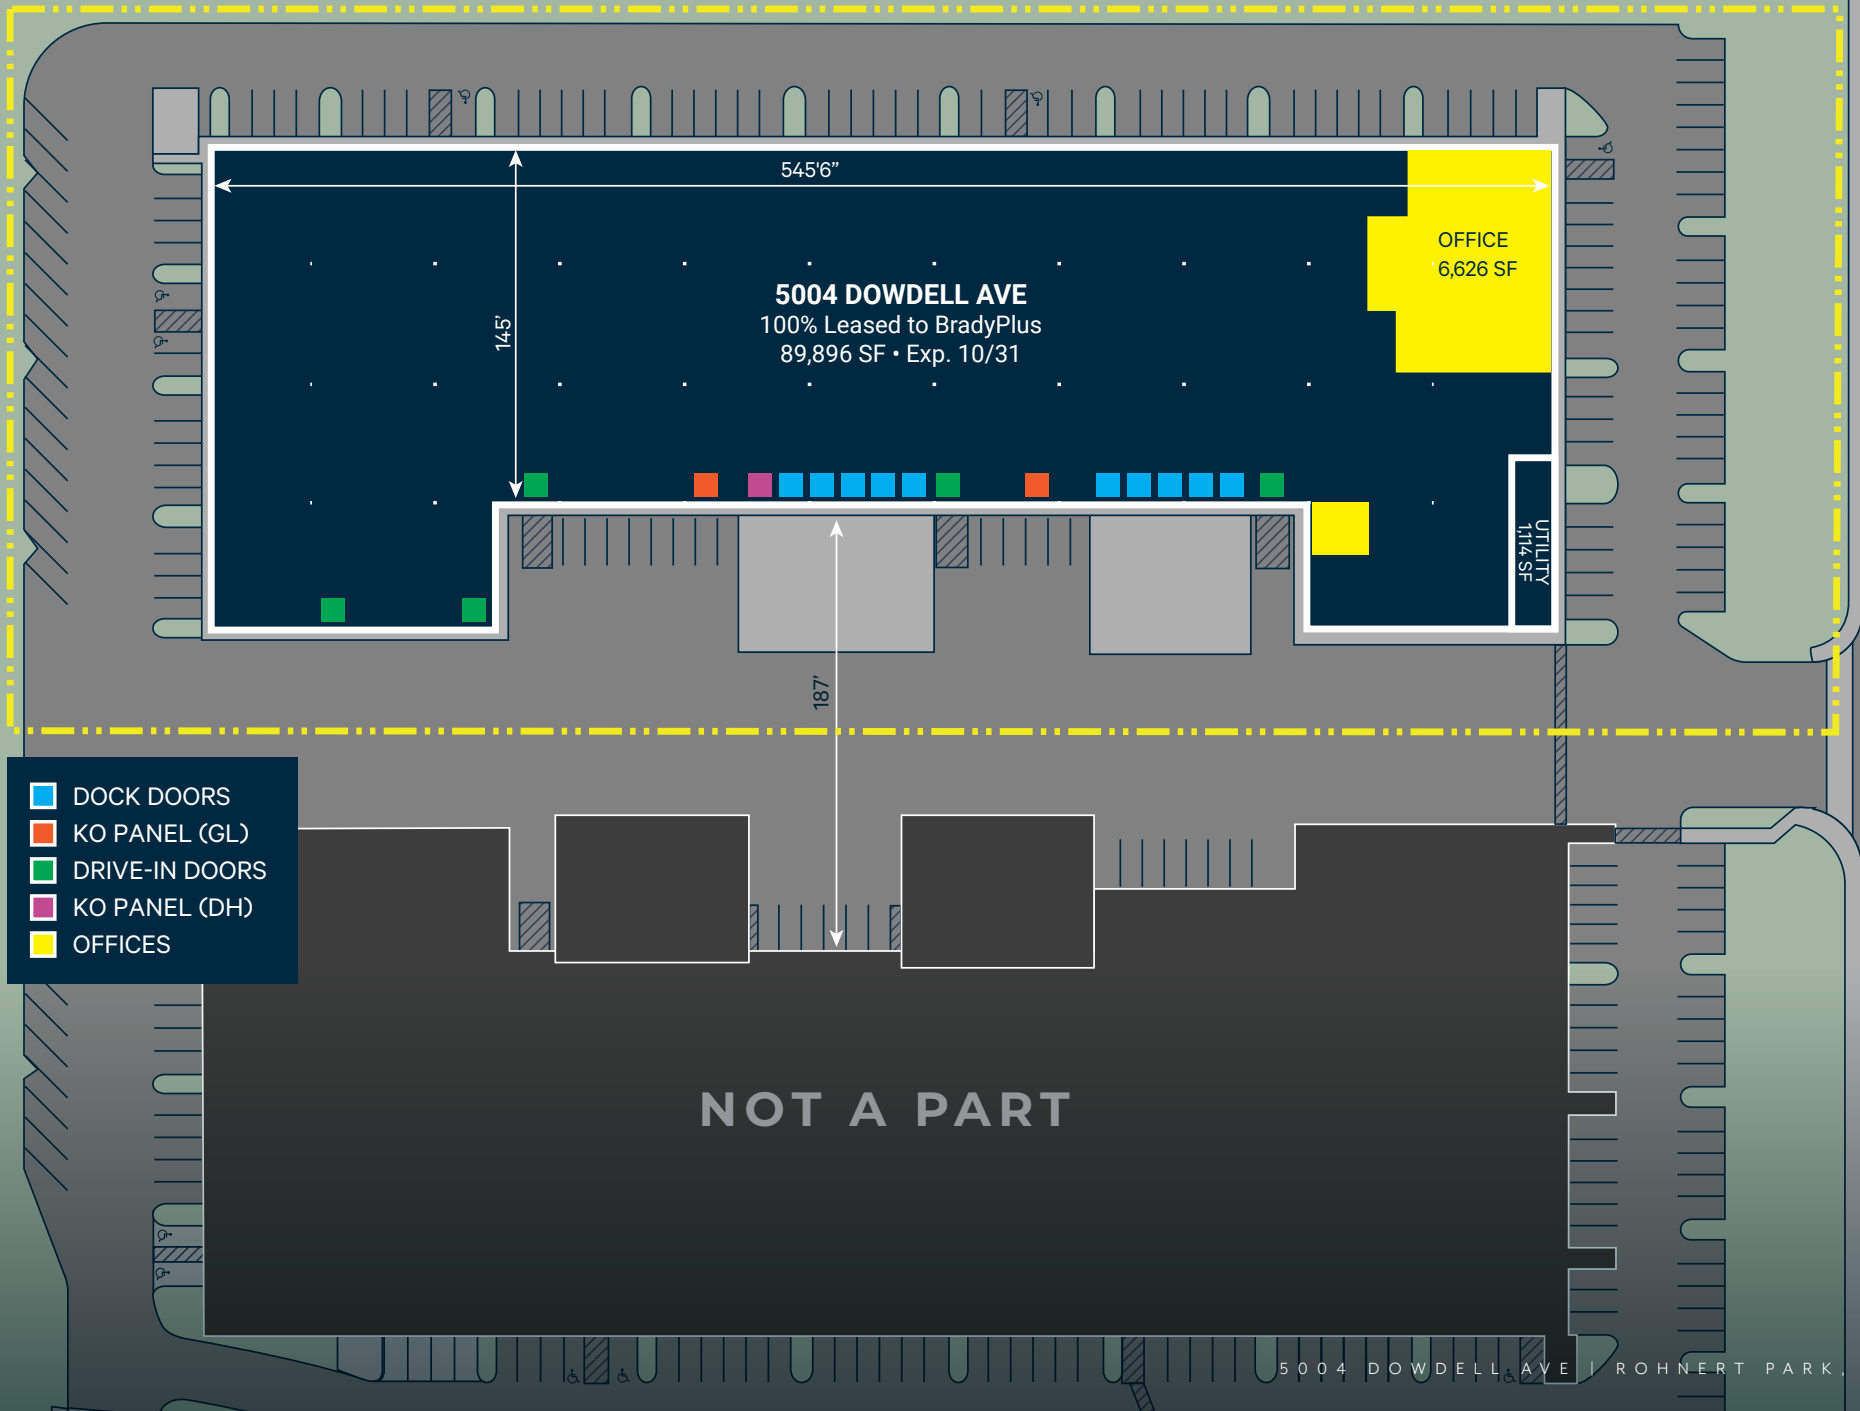 545'6”
OFFICE
6,626 SF
5004 DOWDELL AVE
100% Leased to BradyPlus
89,896 SF • Exp. 10/31
145’
UTILITY
1,114 SF
187’
DOCK DOORS
KO PANEL (GL)
DRIVE-IN DOORS
KO PANEL (DH)
OFFICES
NOT A PART
5004 DOWDELL AVE | ROHNERT PARK,